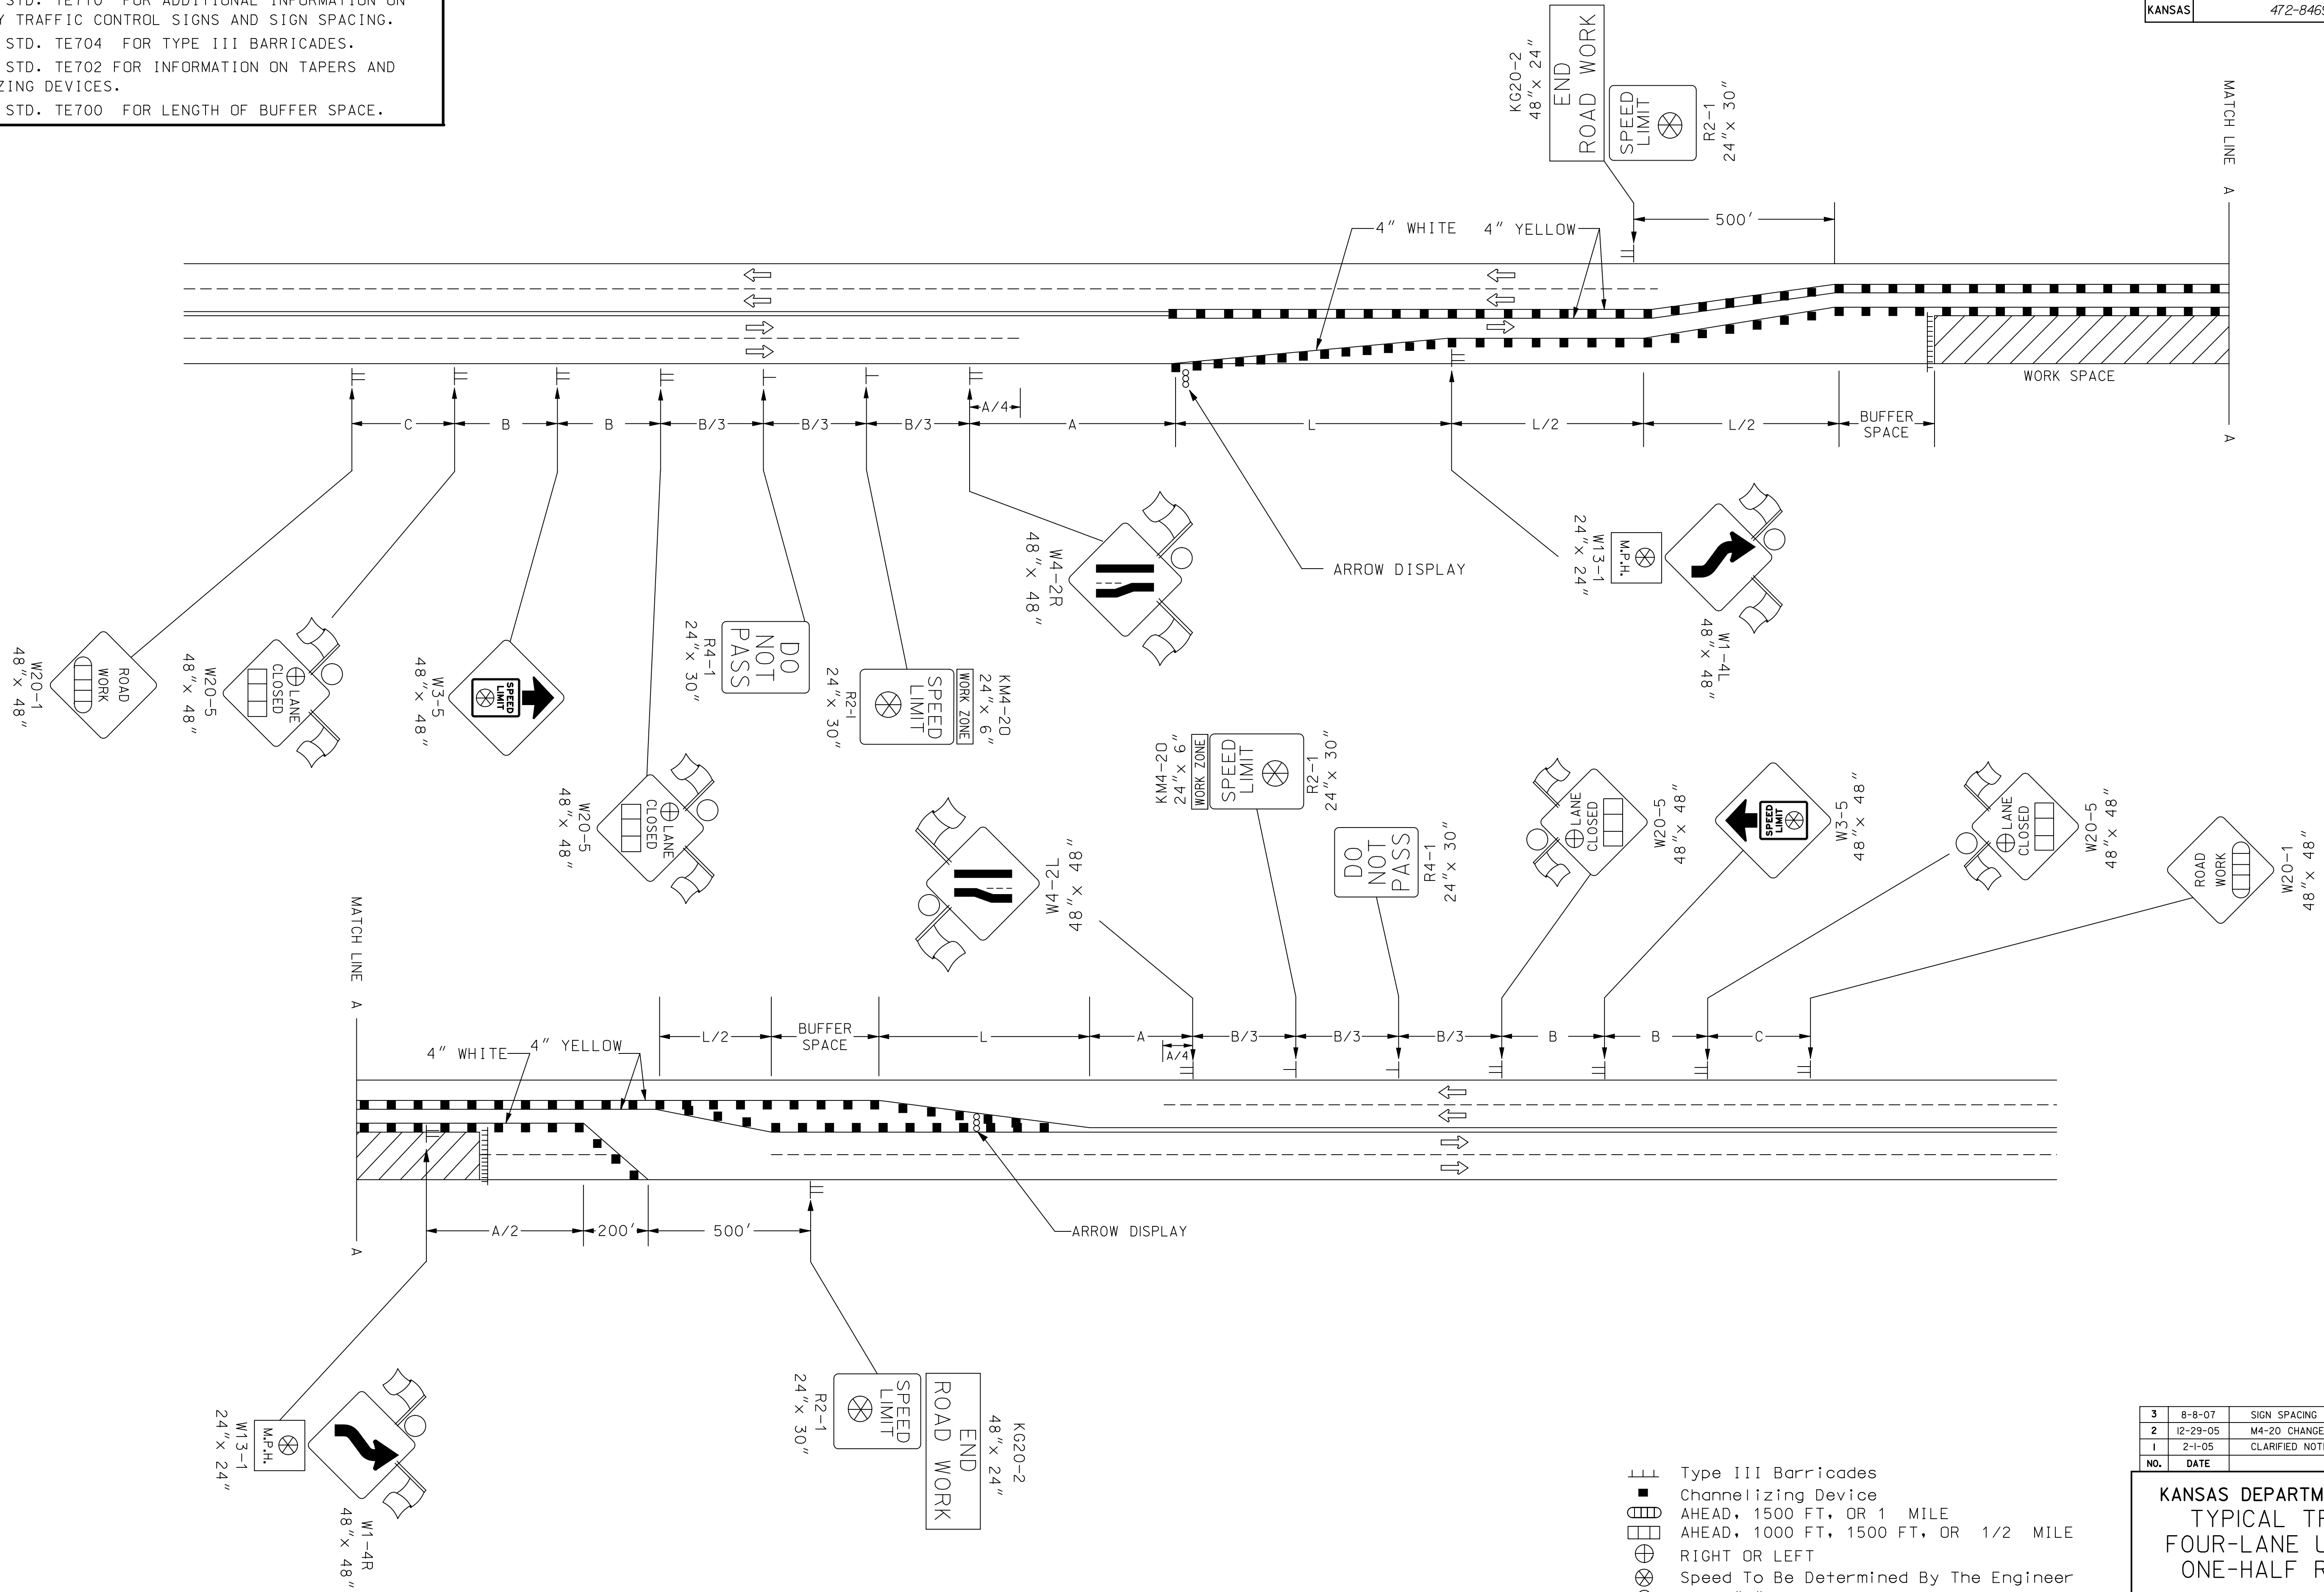 STD. TE710 FOR ADDITIONAL INFORMATION ON
TRAFFIC CONTROL SIGNS AND SIGN SPACING.
STD. TE704 FOR TYPE III BARRICADES.
STD. TE702 FOR INFORMATION ON TAPERS AND
DEVICES.
STD. TE700 FOR LENGTH OF BUFFER SPACE.
KANSAS
472-846
KG20-2
48"x 24"
END
ROAD WORK
SPEED
LIMIT
R2-1
24"x 30"
MATCH LINE A
500'
4" WHITE
4" YELLOW
WORK SPACE
A
C
B
B
B/3
B/3
B/3
A/4
A
L
L/2
L/2
BUFFER
SPACE
ARROW DISPLAY
ROAD
WORK
W20-1
48"x 48"
LANE
CLOSED
W20-5
48"x 48"
SPEED
LIMIT
W3-5
48"x 48"
LANE
CLOSED
W20-5
48"x 48"
DO
NOT
PASS
R4-1
24"x 30"
KM4-20
24"x 6"
WORK ZONE
SPEED
LIMIT
R2-1
24"x 30"
W4-2R
48"x 48"
M.P.H.
W13-1
24"x 24"
W1-4L
48"x 48"
W4-2L
48"x 48"
KM4-20
24"x 6"
WORK ZONE
SPEED
LIMIT
R2-1
24"x 30"
DO
NOT
PASS
R4-1
24"x 30"
LANE
CLOSED
W20-5
48"x 48"
SPEED
LIMIT
W3-5
48"x 48"
LANE
CLOSED
W20-5
48"x 48"
ROAD
WORK
W20-1
48"x 48"
MATCH LINE A
4" WHITE
4" YELLOW
L/2
BUFFER
SPACE
L
A
A/4
B/3
B/3
B/3
B
B
C
A
A/2
200'
500'
ARROW DISPLAY
M.P.H.
W13-1
24"x 24"
W1-4R
48"x 48"
SPEED
LIMIT
R2-1
24"x 30"
END
ROAD WORK
KG20-2
48"x 24"
Type III Barricades
Channelizing Device
AHEAD, 1500 FT, OR 1 MILE
AHEAD, 1000 FT, 1500 FT, OR 1/2 MILE
RIGHT OR LEFT
Speed To Be Determined By The Engineer
3 8-8-07 SIGN SPACING
2 12-29-05 M4-20 CHANGE
1 2-1-05 CLARIFIED
NO. DATE
KANSAS
TYPICAL
FOUR-LANE
ONE-HALF